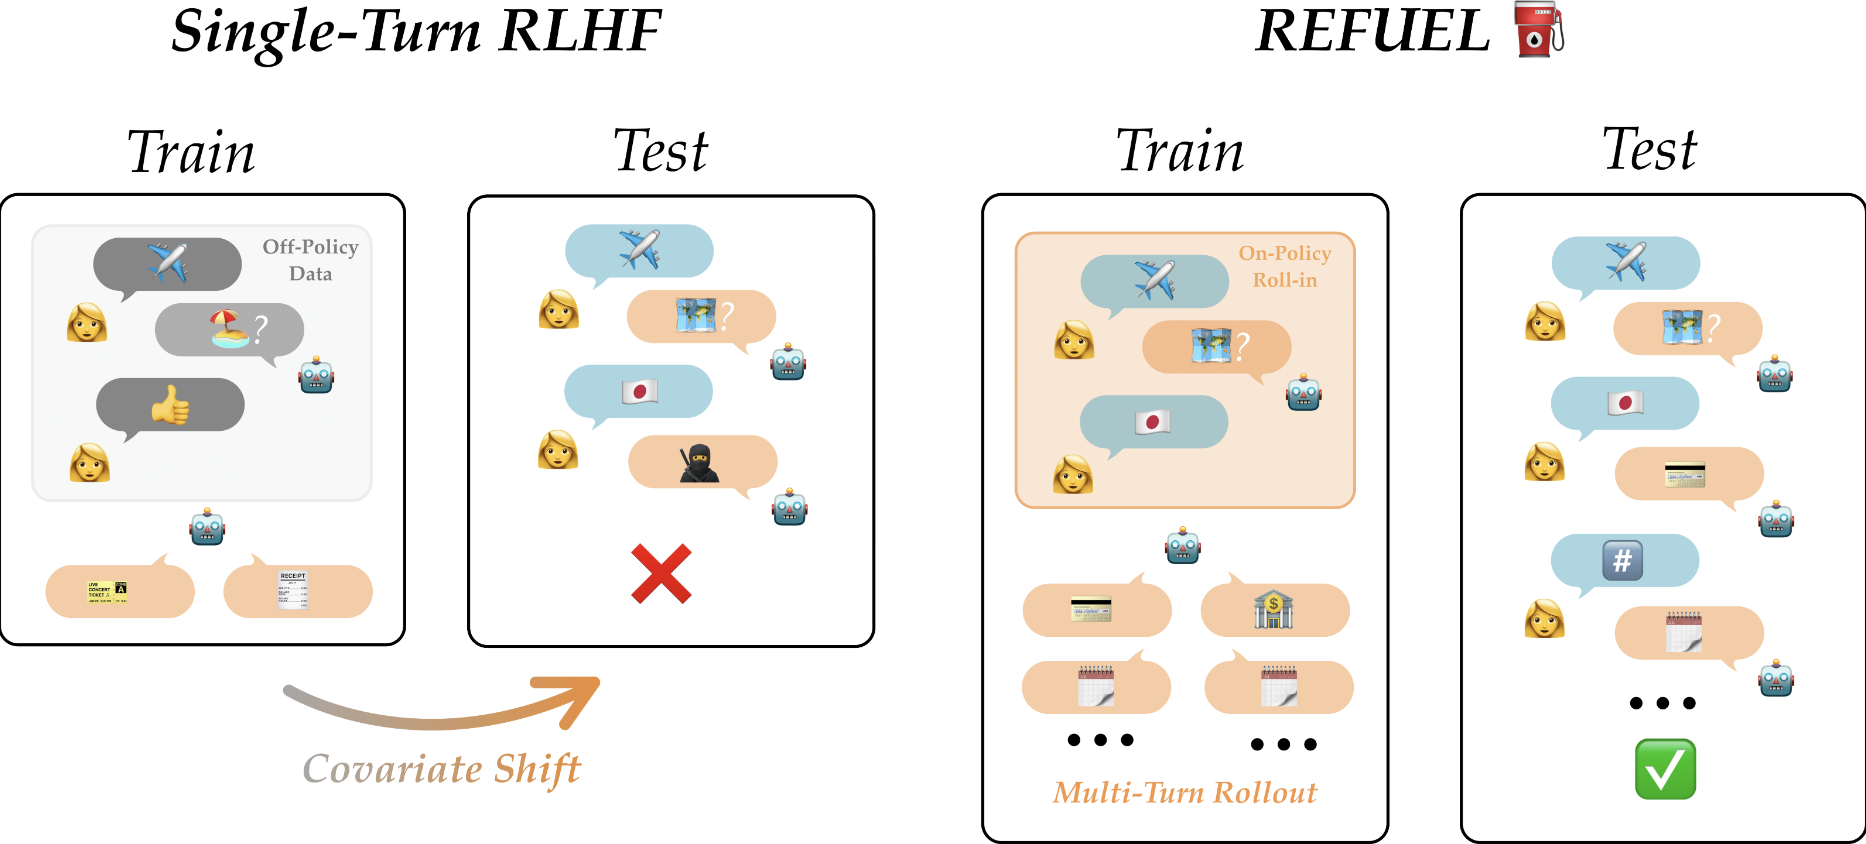 Single-Turn RLHF
REFUEL
Train
Test
Train
Test
Off-Policy
Data
?
?
LIVE
CONCERT
TICKET
A
RECEIPT
Covariate Shift
On-Policy
Roll-in
?
Multi-Turn Rollout
?
#